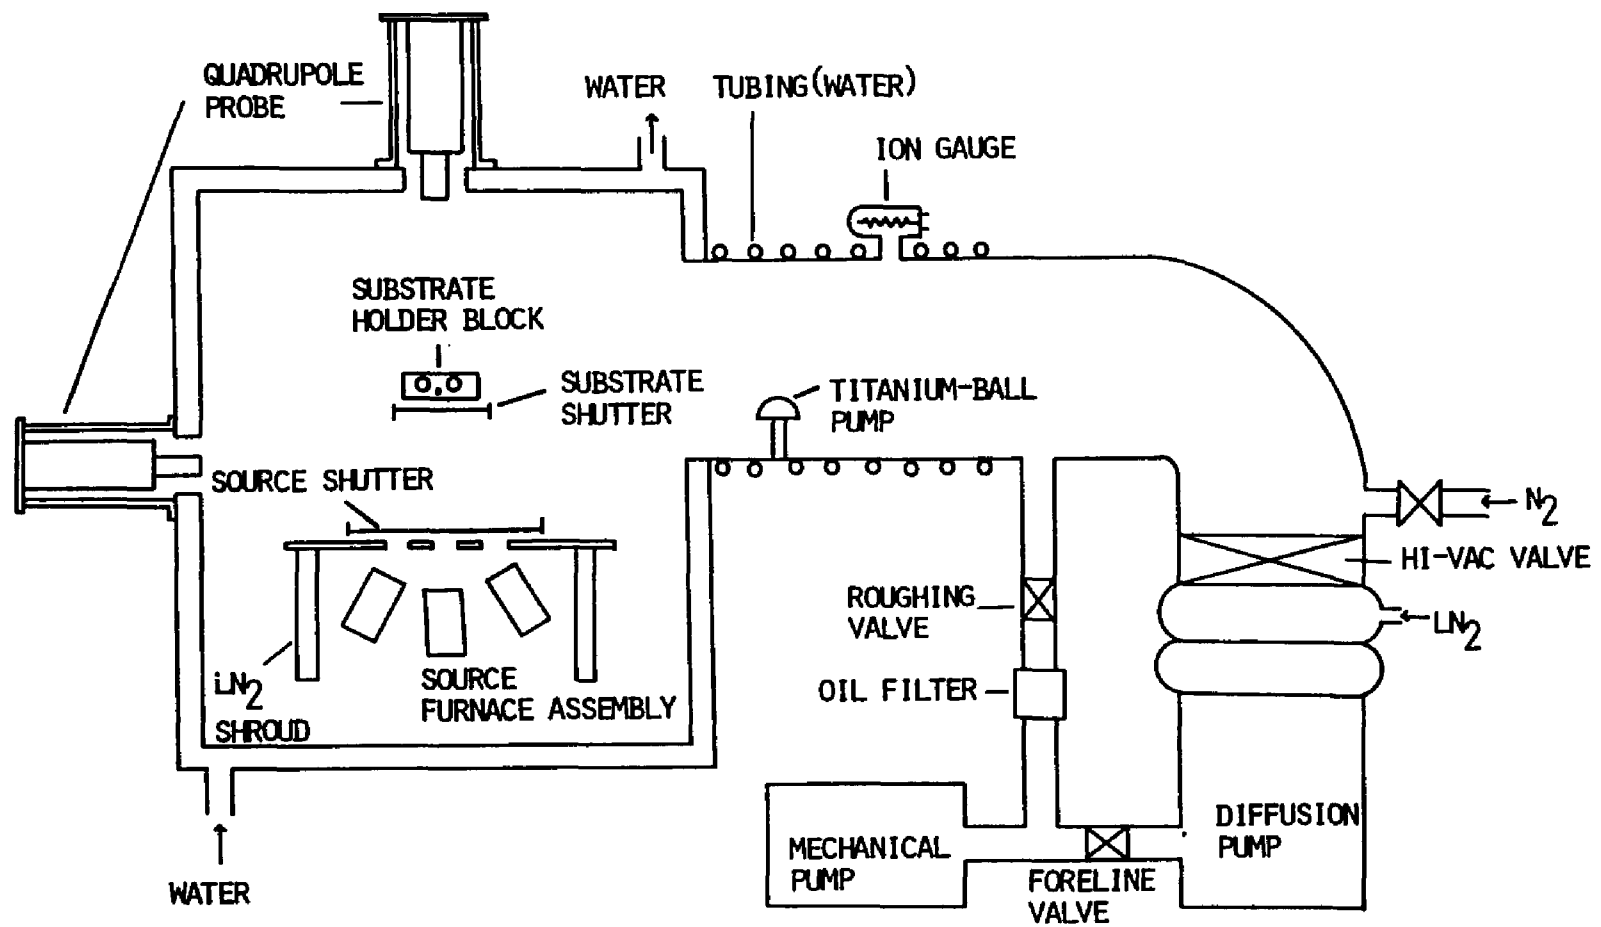 QUADRUPOLE
PROBE
WATER
TUBING(WATER)
ION GAUGE
SUBSTRATE
HOLDER BLOCK
SUBSTRATE
SHUTTER
TITANIUM-BALL
PUMP
SOURCE SHUTTER
N2
HI-VAC VALVE
ROUGHING
VALVE
LN2
LN2
SHROUD
SOURCE
FURNACE ASSEMBLY
OIL FILTER
MECHANICAL
PUMP
DIFFUSION
PUMP
FORELINE
VALVE
WATER